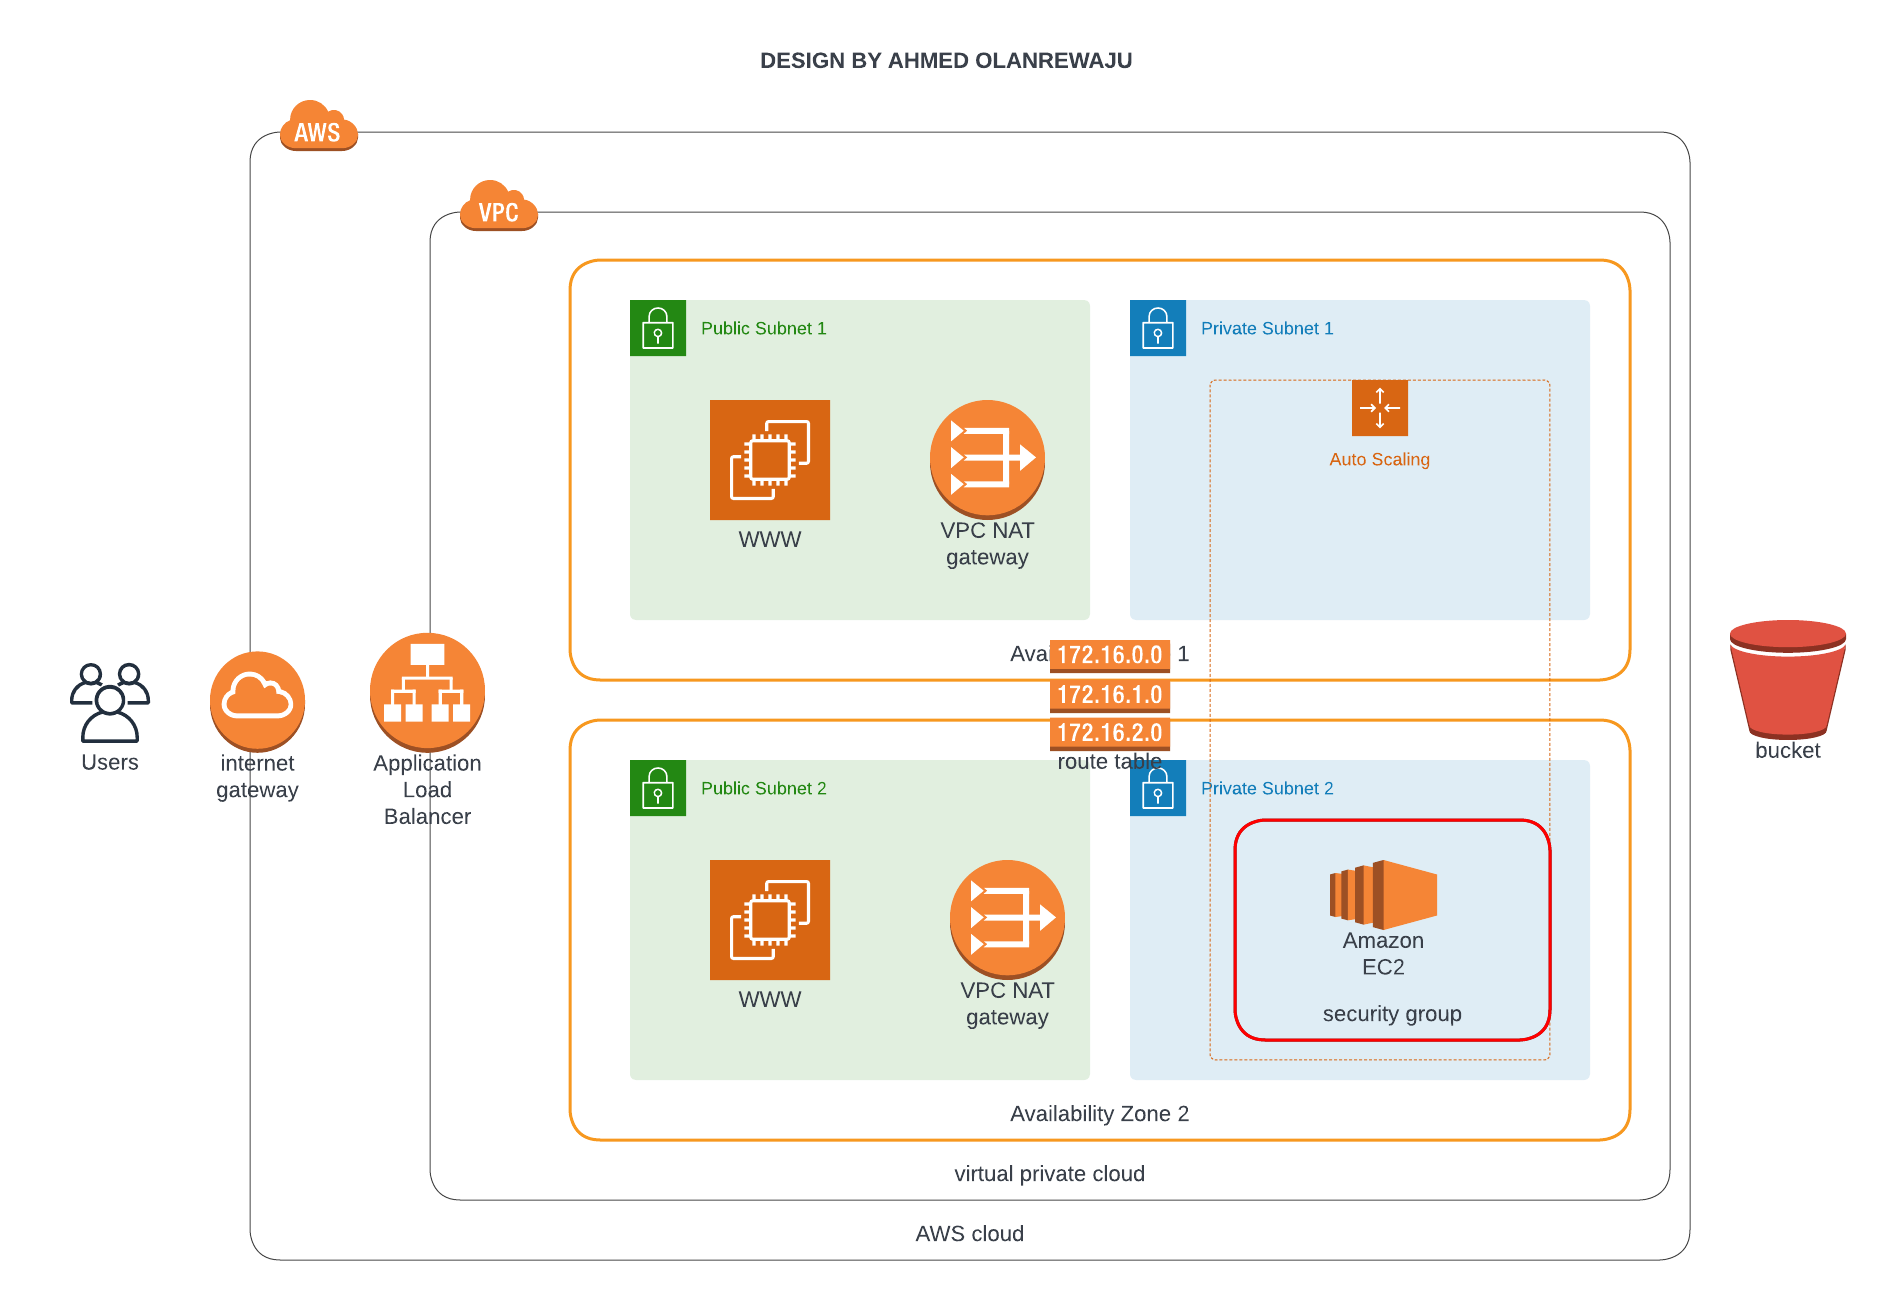 DESIGN BY AHMED OLANREWAJU
AWS
VPC
Public Subnet 1
Private Subnet 1
Auto Scaling
WWW
VPC NAT
gateway
172.16.0.0 1
172.16.1.0
172.16.2.0
route table
Users
internet
gateway
Application
Load
Balancer
bucket
Public Subnet 2
Private Subnet 2
WWW
VPC NAT
gateway
Amazon
EC2
security group
Availability Zone 2
virtual private cloud
AWS cloud